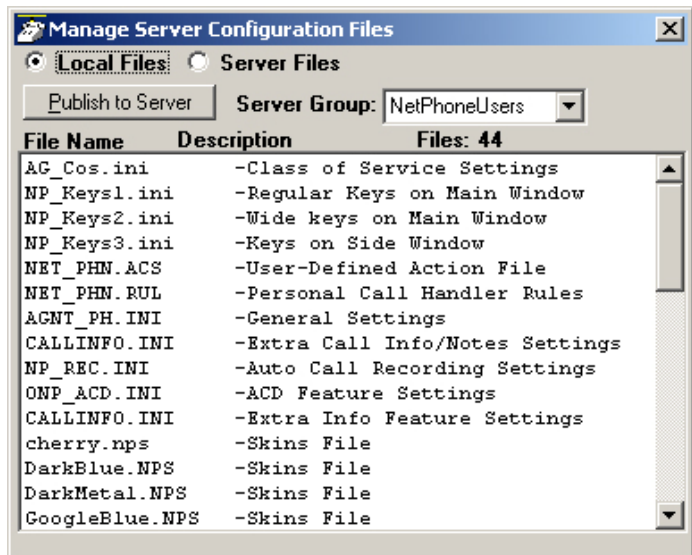 Manage Server Configuration Files
Local Files Server Files
Publish to Server Server Group: NetPhoneUsers
File Name Description Files: 44
AG_Cos.ini -Class of Service Settings
NP_Keys1.ini -Regular Keys on Main Window
NP_Keys2.ini -Wide keys on Main Window
NP_Keys3.ini -Keys on Side Window
NET_PHN.ACS -User-Defined Action File
NET_PHN.RUL -Personal Call Handler Rules
AGNT_PH.INI -General Settings
CALLINFO.INI -Extra Call Info/Notes Settings
NP_REC.INI -Auto Call Recording Settings
ONP_ACD.INI -ACD Feature Settings
CALLINFO.INI -Extra Info Feature Settings
cherry.nps -Skins File
DarkBlue.NPS -Skins File
DarkMetal.NPS -Skins File
GoogleBlue.NPS -Skins File